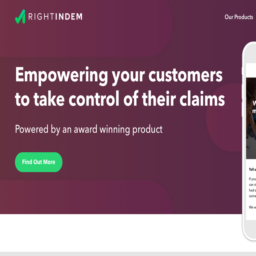 RIGHTINDEM
Our Products
Empowering your customers
to take control of their claims
Powered by an award winning product
Find Out More